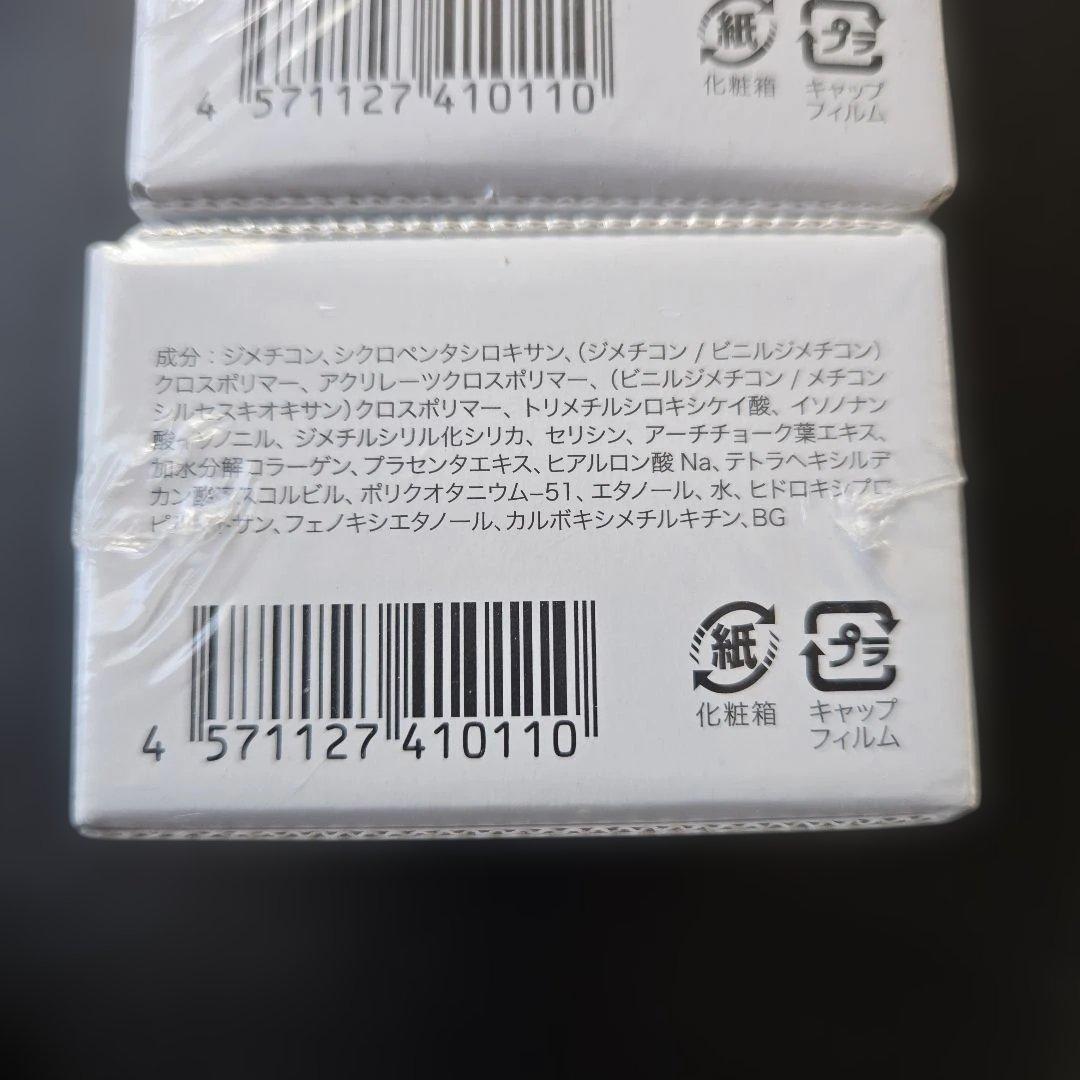 4 571127 410110
紙
プラ
化粧箱
キャップ
フィルム
成分：ジメチコン、シクロペンタシロキサン、(ジメチコン / ビニルジメチコン)
クロスポリマー、アクリレーツクロスポリマー、(ビニルジメチコン / メチコン
シルセスキオキサン)クロスポリマー、トリメチルシロキシケイ酸、イソノナン
酸イソノニル、ジメチルシリル化シリカ、セリシン、アーチチョーク葉エキス、
加水分解コラーゲン、プラセンタエキス、ヒアルロン酸 Na、テトラヘキシルデ
カン酸アスコルビル、ポリクオタニウム–51、エタノール、水、ヒドロキシプロ
フェノキシエタノール、カルボキシメチルキチン、BG
4 571127 410110
紙
プラ
化粧箱
キャップ
フィルム